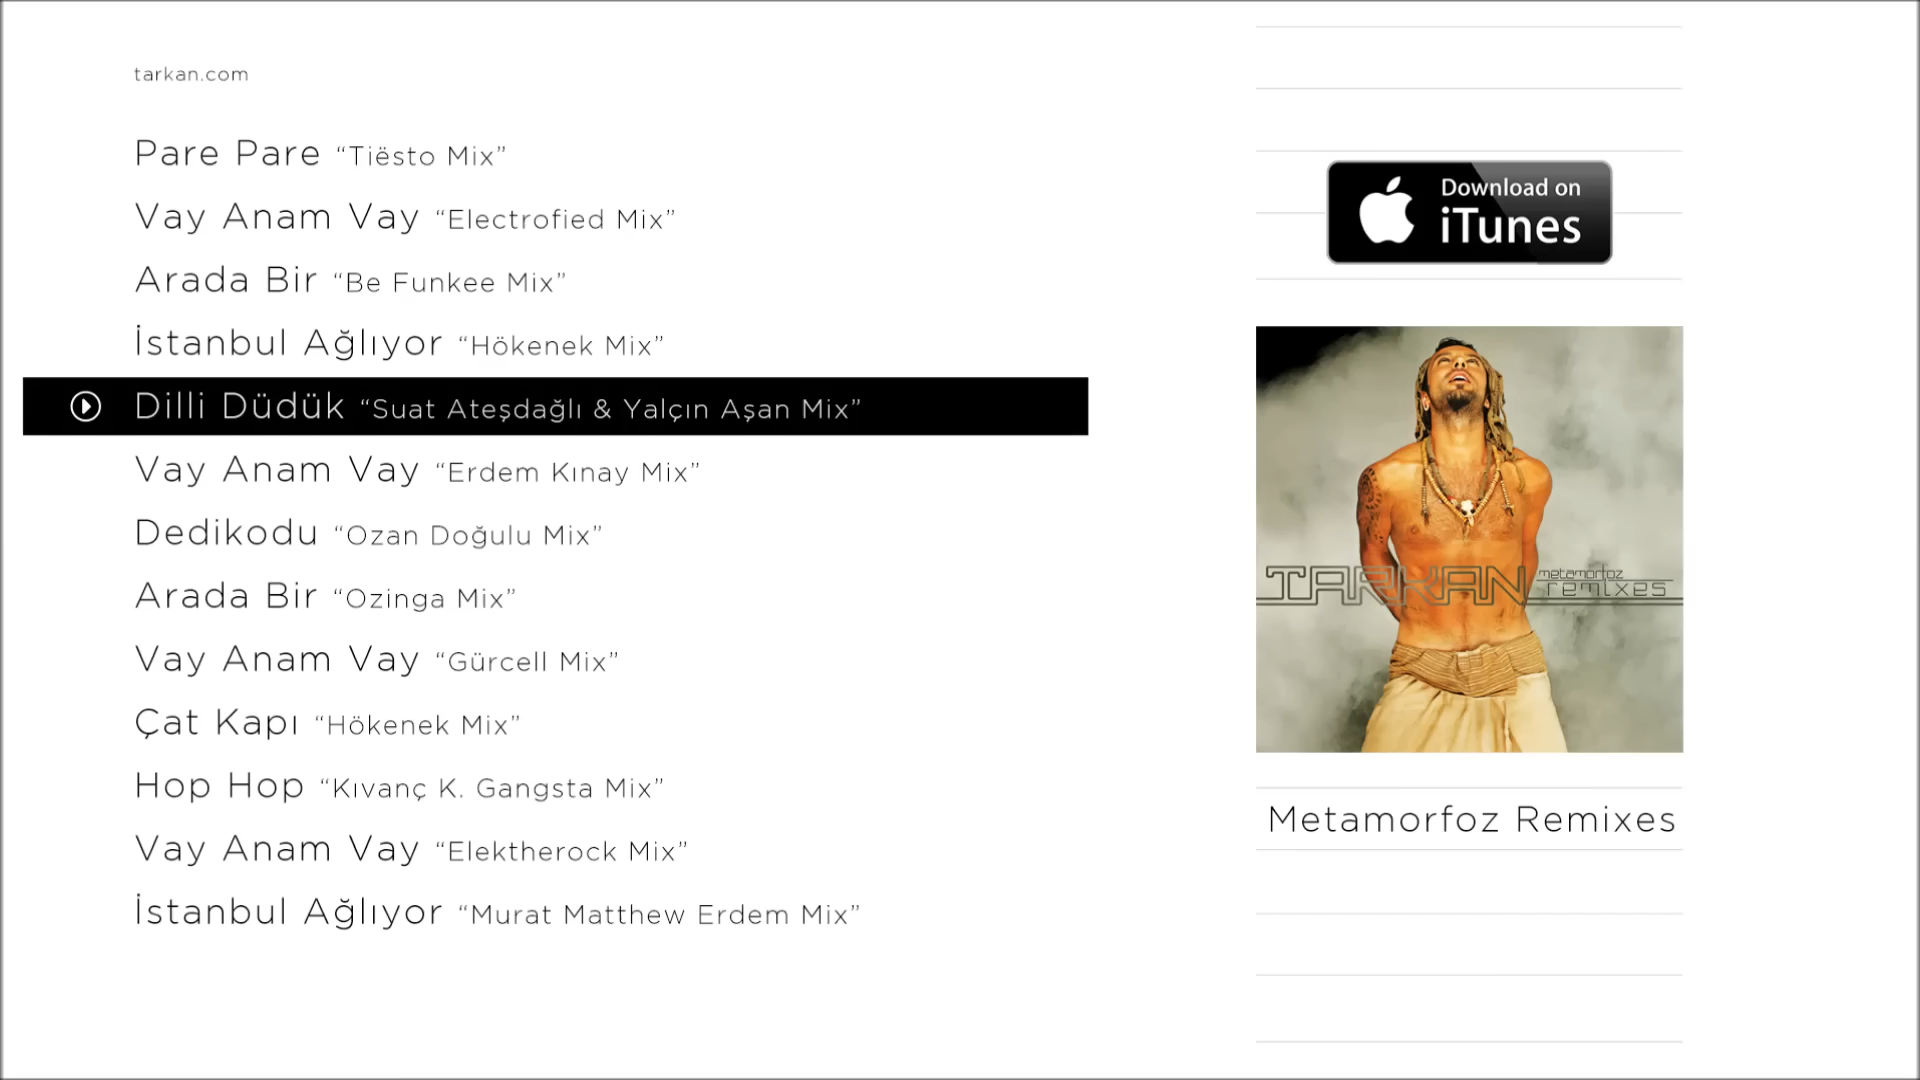 tarkan.com
Pare Pare “Tiësto Mix”
Vay Anam Vay “Electrofied Mix”
Arada Bir “Be Funkee Mix”
İstanbul Ağlıyor “Hökenek Mix”
Dilli Düdük “Suat Ateşdağlı & Yalçın Aşan Mix”
Vay Anam Vay “Erdem Kınay Mix”
Dedikodu “Ozan Doğulu Mix”
Arada Bir “Ozinga Mix”
Vay Anam Vay “Gürcell Mix”
Çat Kapı “Hökenek Mix”
Hop Hop “Kıvanç K. Gangsta Mix”
Vay Anam Vay “Elektherock Mix”
İstanbul Ağlıyor “Murat Matthew Erdem Mix”
Download on
iTunes
TARKAN
metamorfoz
remixes
Metamorfoz Remixes